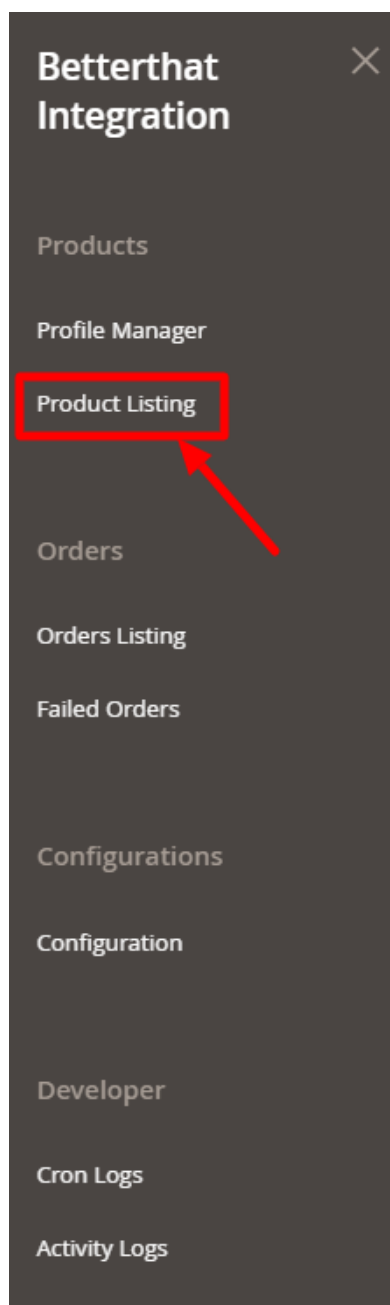 Betterthat
Integration
Products
Profile Manager
Product Listing
Orders
Orders Listing
Failed Orders
Configurations
Configuration
Developer
Cron Logs
Activity Logs